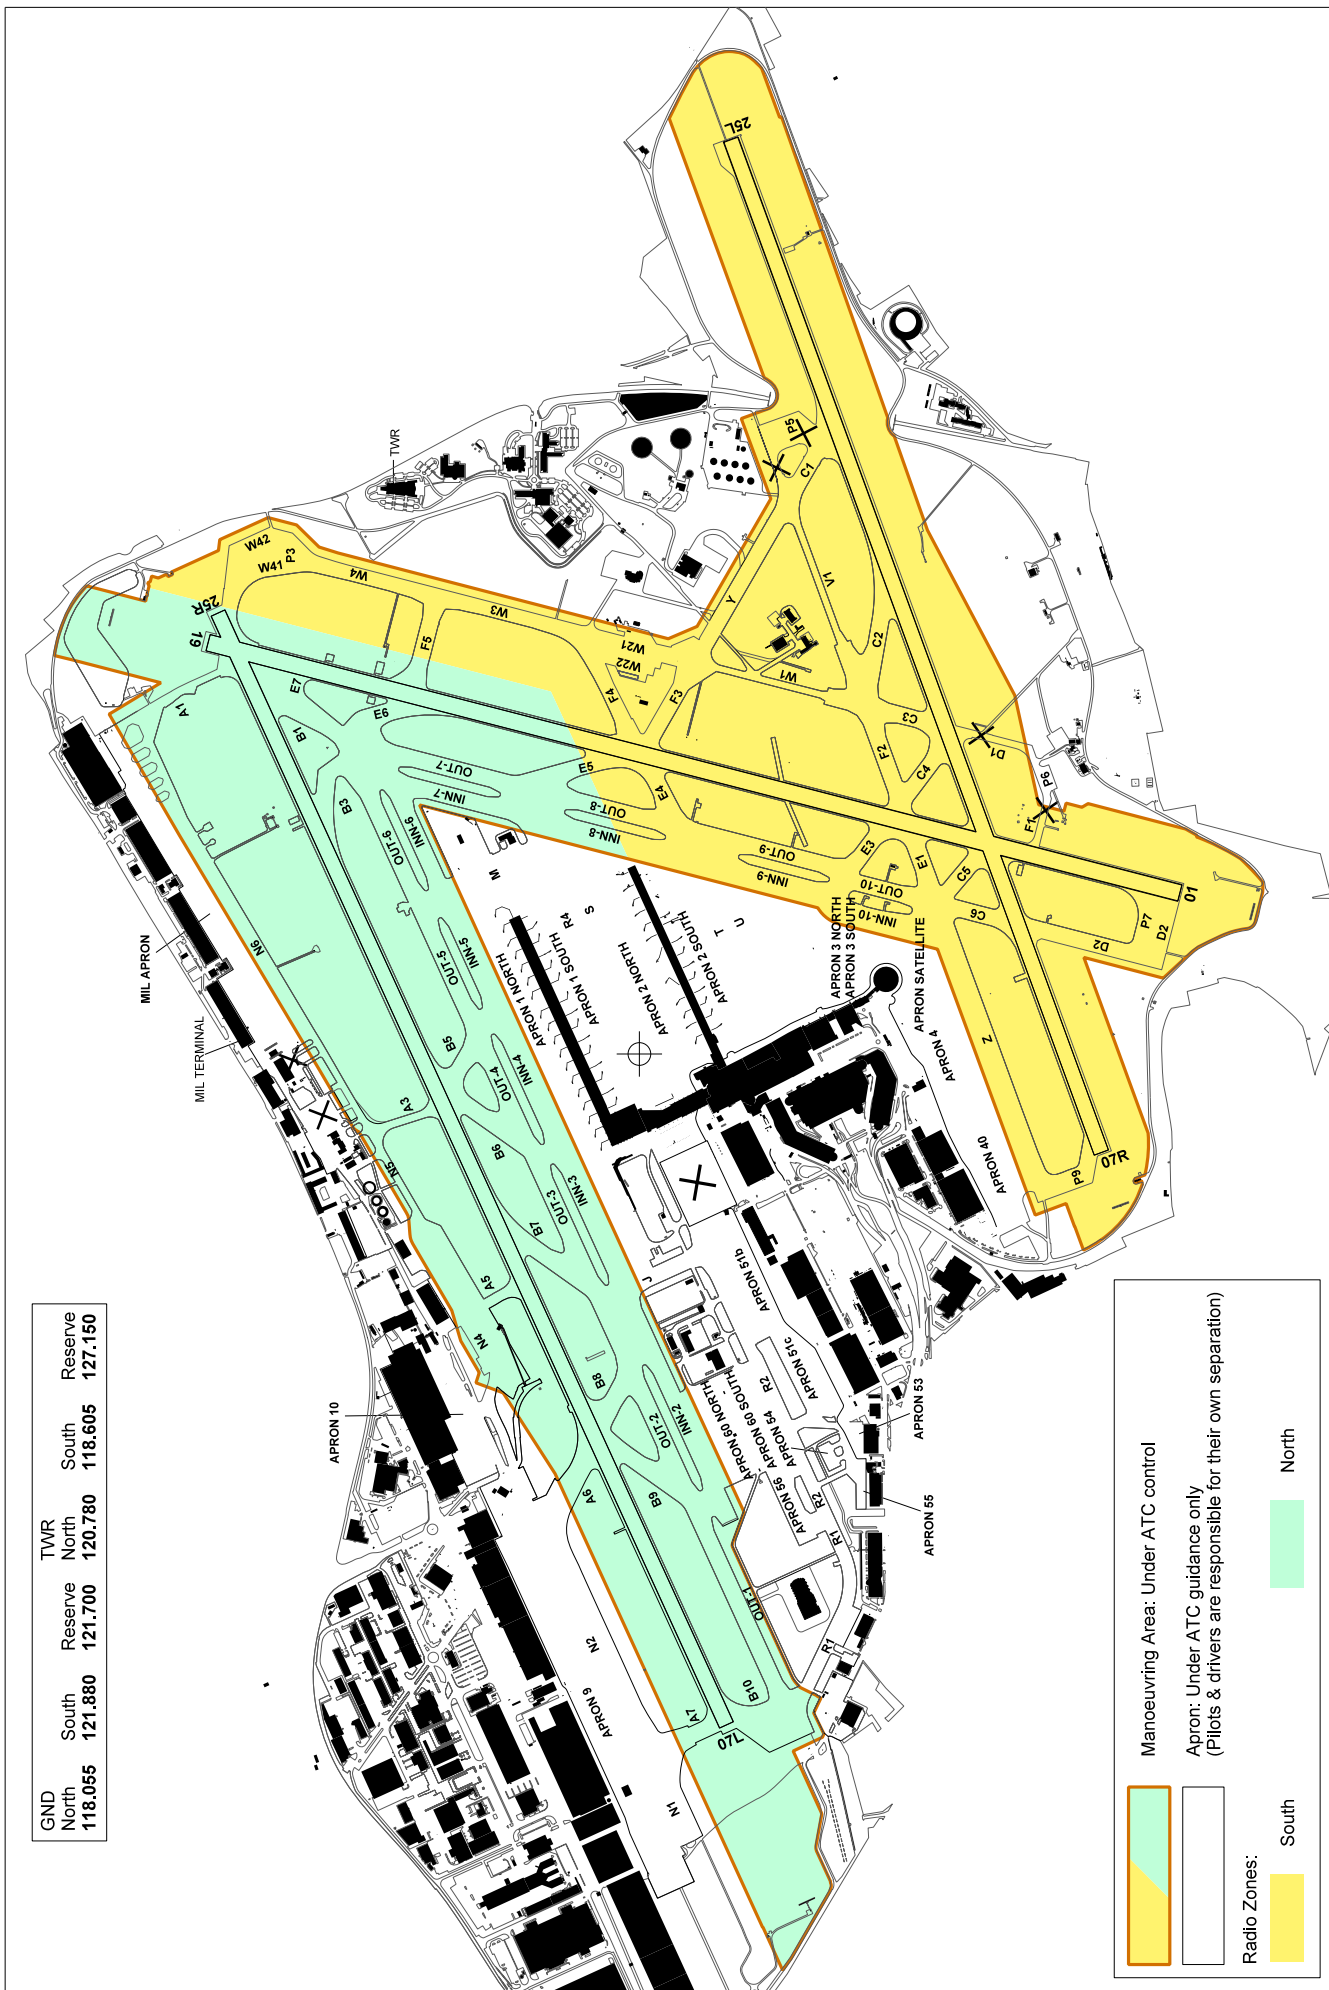 GND TWR
North South Reserve North South Reserve
118.055 121.880 121.700 120.780 118.605 127.150
MIL APRON
MIL TERMINAL
APRON 10
APRON 9
TWR
19
25R
25L
07L
07R
01
A1
A3
A5
A6
A7
B1
B3
B5
B6
B7
B8
B9
B10
N1
N2
N4
N5
N6
E7
E6
E5
E4
E3
E1
F5
F4
F3
F2
F1
W42
W41
P3
W4
W3
W21
W22
W1
Y
V1
P5
C1
C2
C3
C4
C5
C6
D1
P6
D2
D2
P7
P9
Z
OUT-1
OUT-2
INN-2
OUT-3
INN-3
OUT-4
INN-4
OUT-5
INN-5
OUT-6
INN-6
OUT-7
INN-7
OUT-8
INN-8
OUT-9
INN-9
OUT-10
INN-10
M
S
R4
T
U
J
APRON 1 NORTH
APRON 1 SOUTH
APRON 2 NORTH
APRON 2 SOUTH
APRON 3 NORTH
APRON 3 SOUTH
APRON SATELLITE
APRON 4
APRON 40
APRON 51b
APRON 51c
R2
APRON 60 NORTH
APRON 60 SOUTH
APRON 54
APRON 56
R2
R1
R1
APRON 53
APRON 55
Manoeuvring Area: Under ATC control
Apron: Under ATC guidance only
(Pilots & drivers are responsible for their own separation)
Radio Zones:
South
North